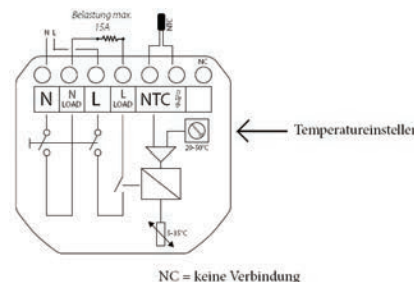 Belastung max.
15A
N L
NTC
NC
N
N
LOAD
L
L
LOAD
NTC
20-50°C
Temperatureinsteller
5-35°C
NC = keine Verbindung